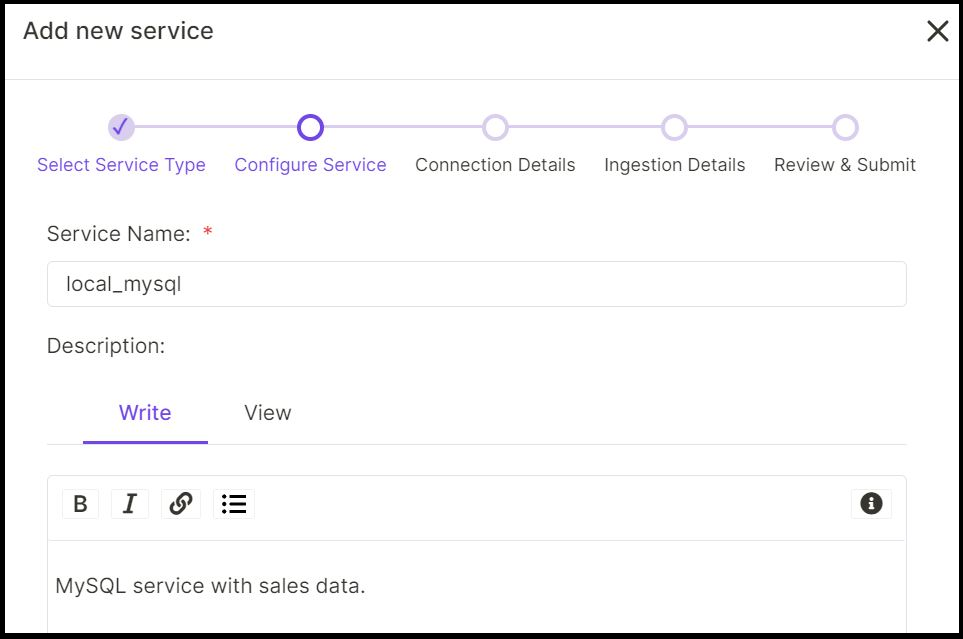 Add new service
Select Service Type Configure Service Connection Details Ingestion Details Review & Submit
Service Name: *
local_mysql
Description:
Write View
B I
MySQL service with sales data.